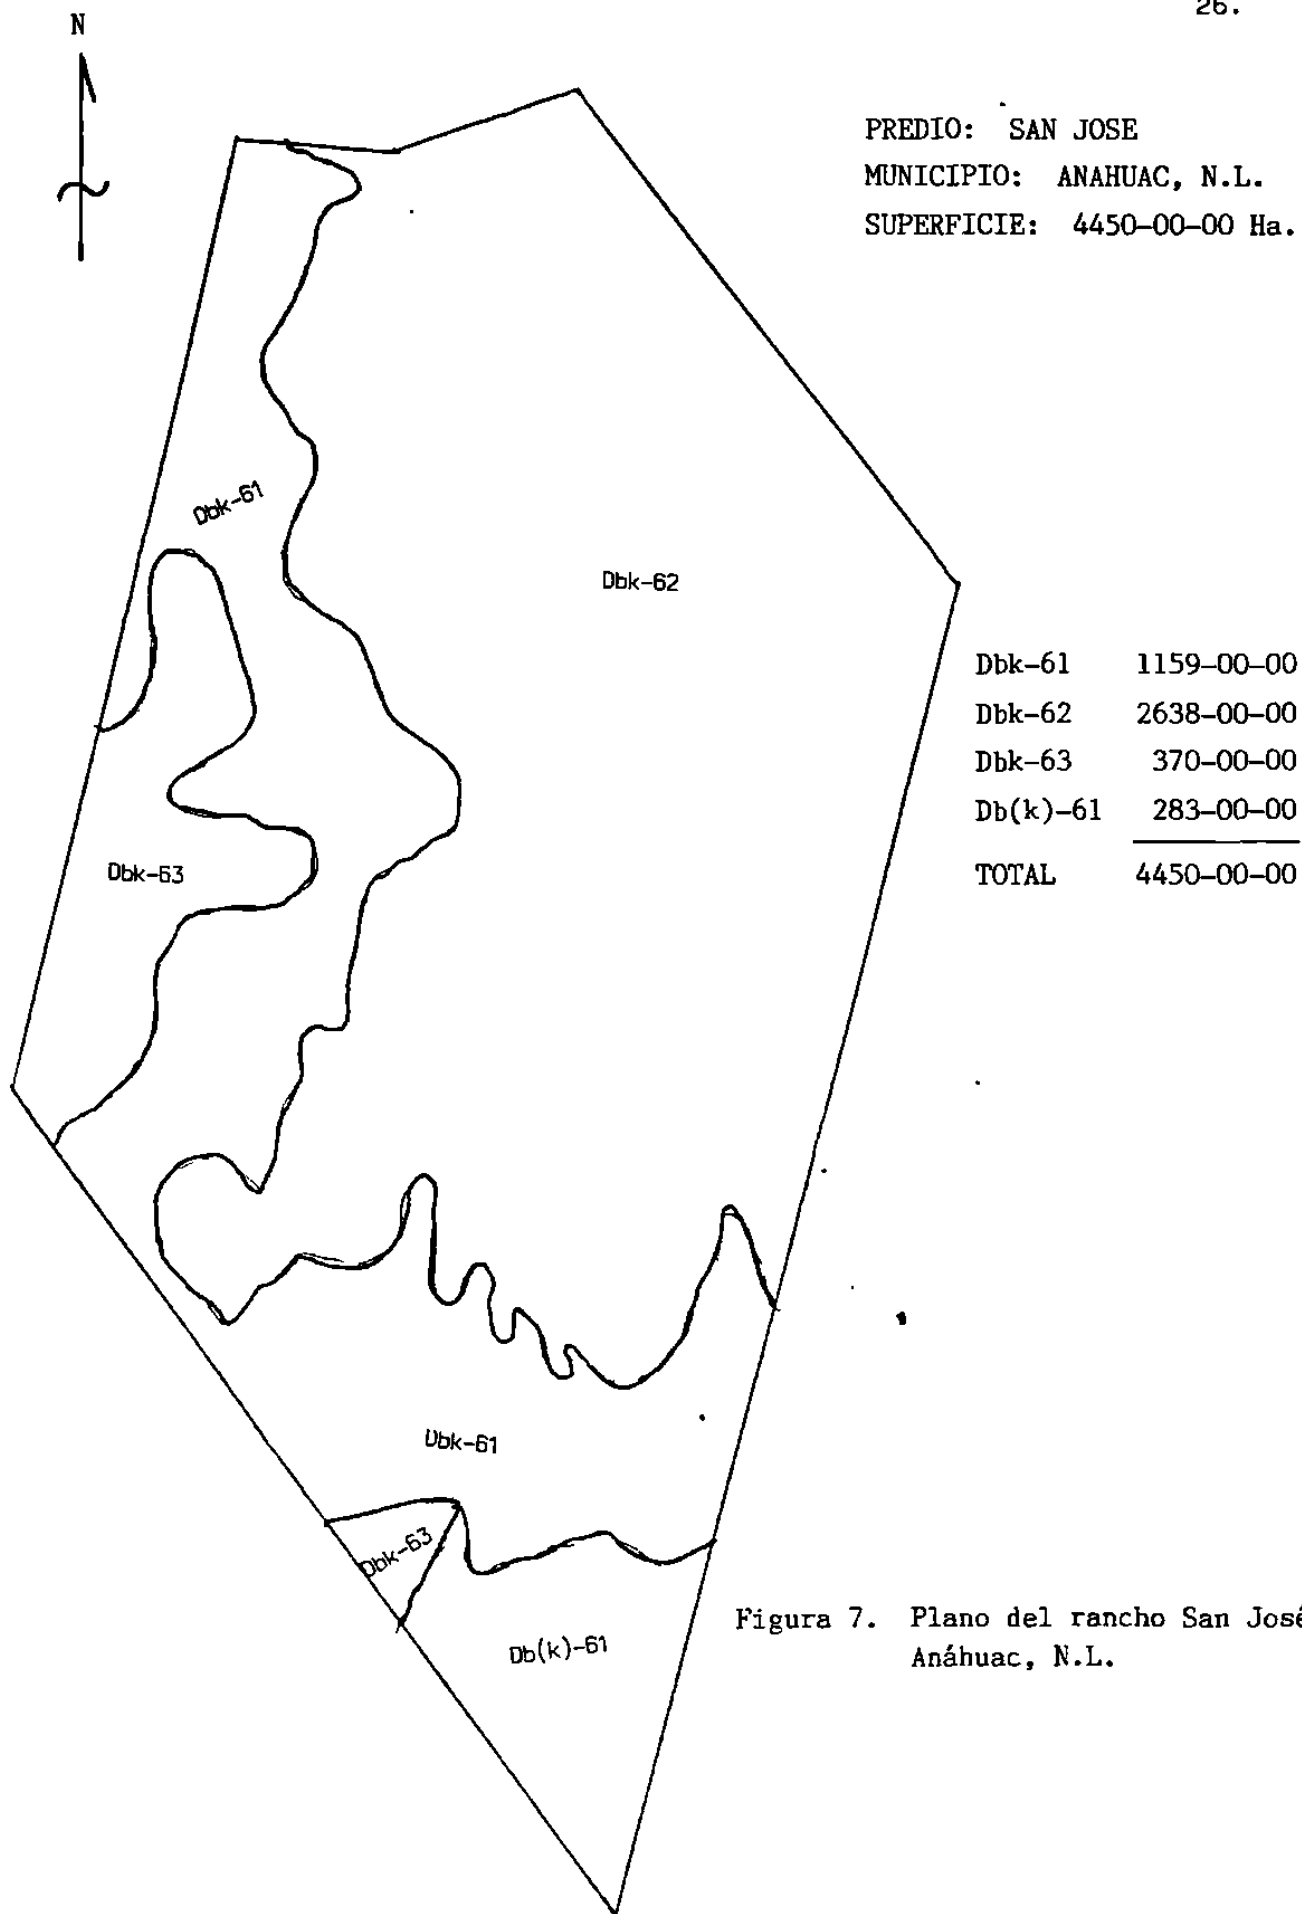 26.
N
PREDIO: SAN JOSE
MUNICIPIO: ANAHUAC, N.L.
SUPERFICIE: 4450-00-00 Ha.
Dbk-61
Dbk-62
Dbk-61 1159-00-00
Dbk-62 2638-00-00
Dbk-63 370-00-00
Db(k)-61 283-00-00
TOTAL 4450-00-00
Dbk-63
Dbk-61
Dbk-63
Db(k)-61
Figura 7. Plano del rancho San José
Anáhuac, N.L.